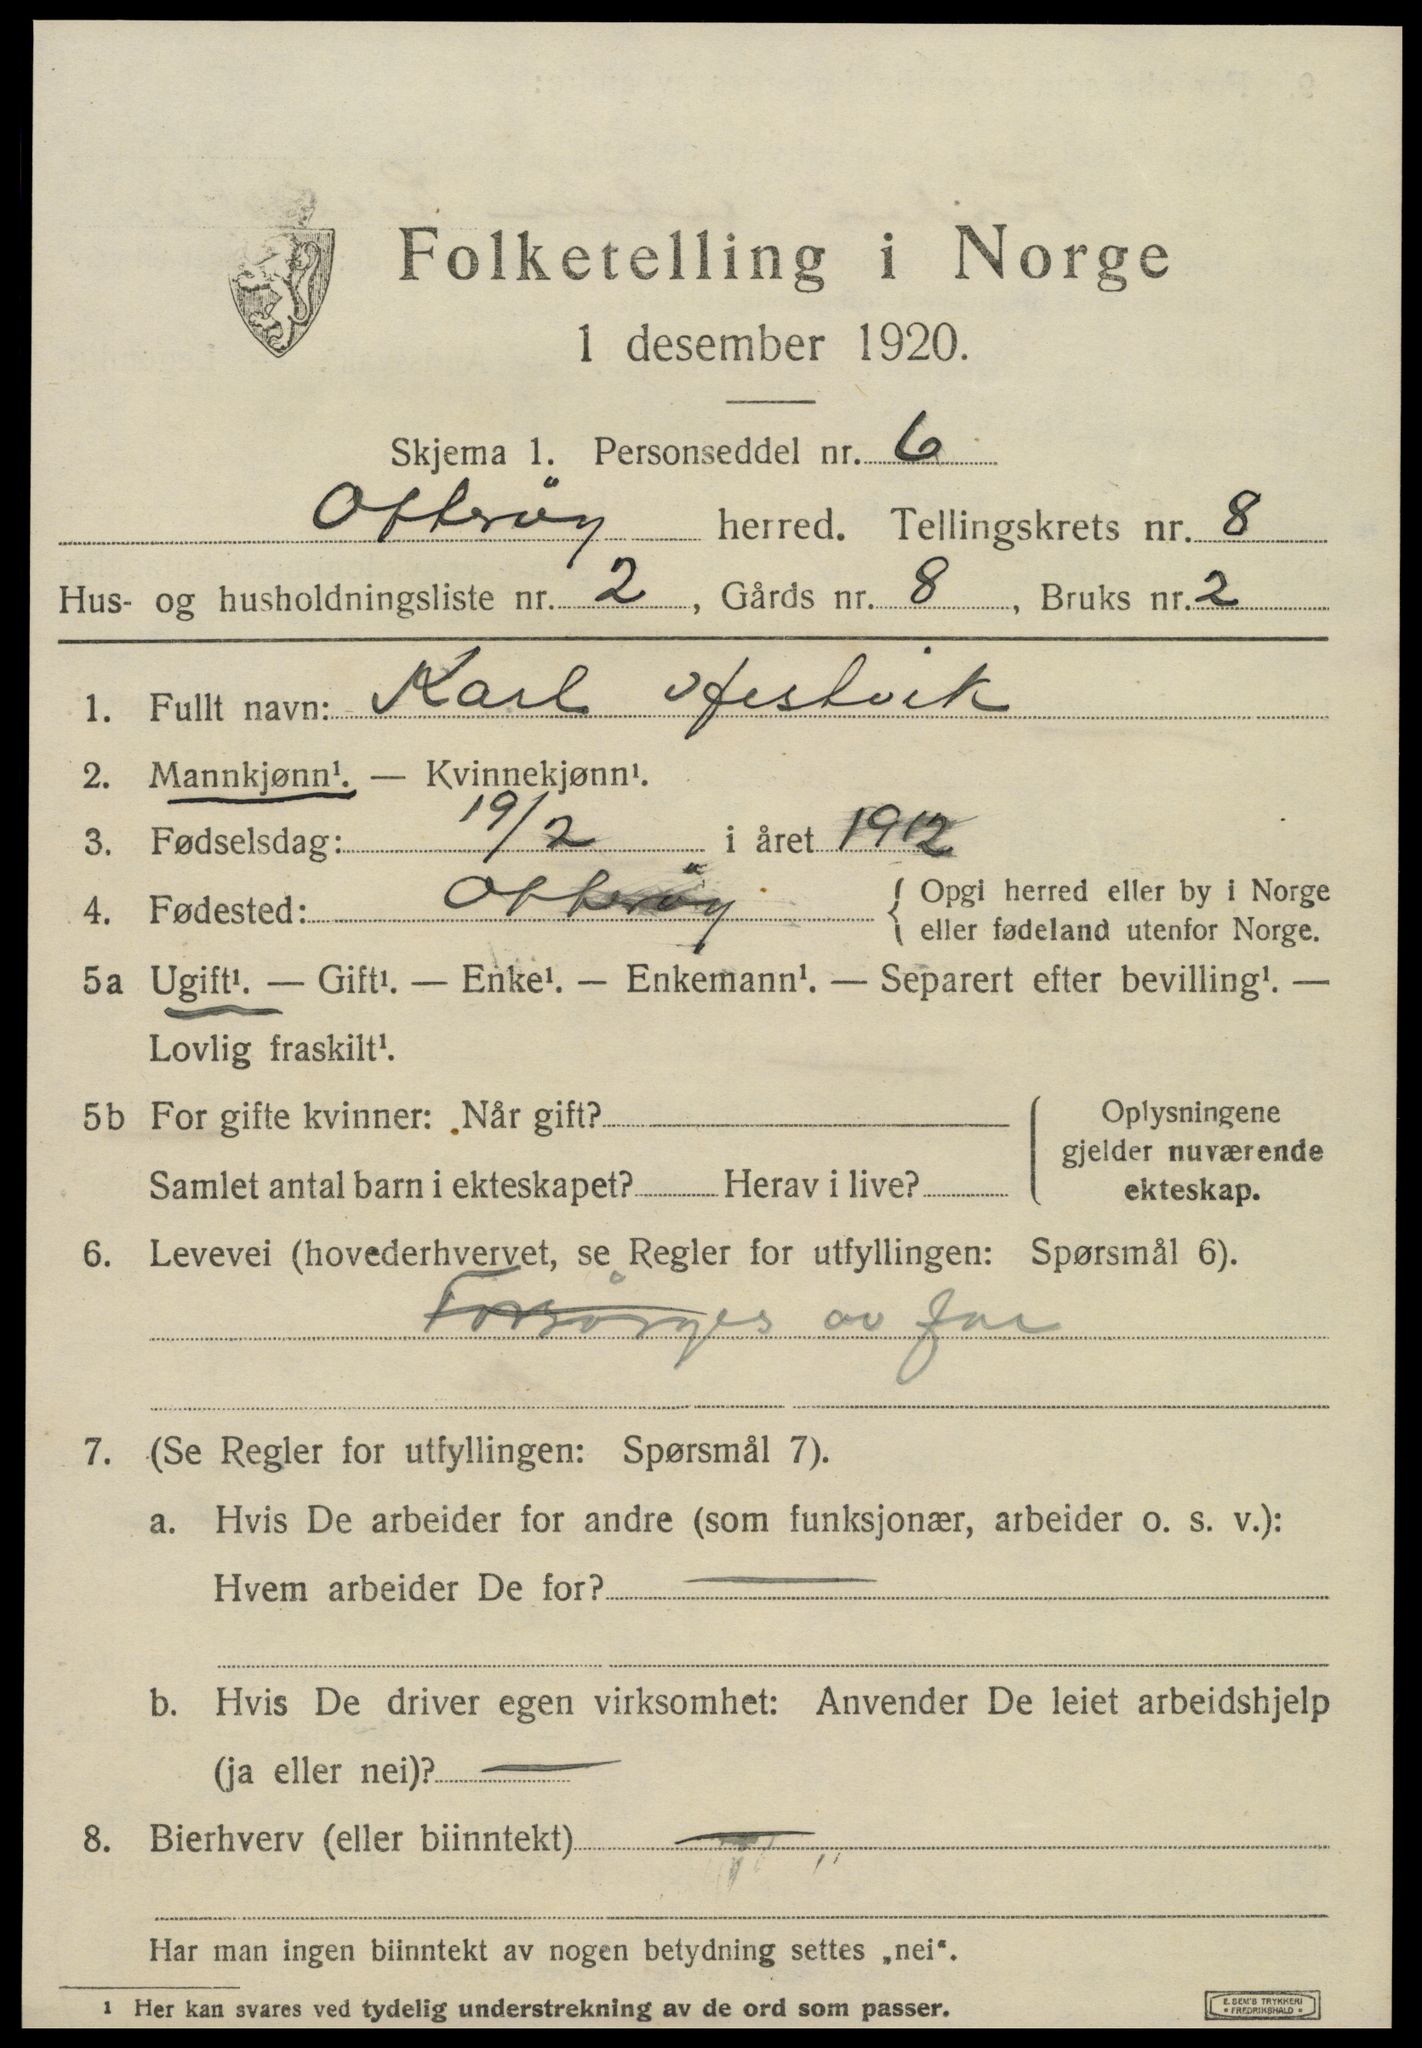 Folketelling i Norge
1 desember 1920.
Skjema 1. Personseddel nr. 6
Otterøy herred. Tellingskrets nr. 8
Hus- og husholdningsliste nr. 2, Gårds nr. 8, Bruks nr. 2
1. Fullt navn: Karl
2. Mannkjønn¹. — Kvinnekjønn¹.
3. Fødselsdag: 19/2 i året 1912
4. Fødested: Otterøy { Opgi herred eller by i Norge
eller fødeland utenfor Norge.
5a Ugift¹. — Gift¹. — Enke¹. — Enkemann¹. — Separert efter bevilling¹. —
Lovlig fraskilt¹.
5b For gifte kvinner: Når gift?
Samlet antal barn i ekteskapet? Herav i live?
Oplysningene
gjelder nuværende
ekteskap.
6. Levevei (hovederhvervet, se Regler for utfyllingen: Spørsmål 6).
Forsørges av far
7. (Se Regler for utfyllingen: Spørsmål 7).
a. Hvis De arbeider for andre (som funksjonær, arbeider o. s. v.):
Hvem arbeider De for? —
b. Hvis De driver egen virksomhet: Anvender De leiet arbeidshjelp
(ja eller nei)? —
8. Bierhverv (eller biinntekt) —
Har man ingen biinntekt av nogen betydning settes „nei“.
1 Her kan svares ved tydelig understrekning av de ord som passer.
E. SEM'S TRYKKERI
FREDRIKSHALD